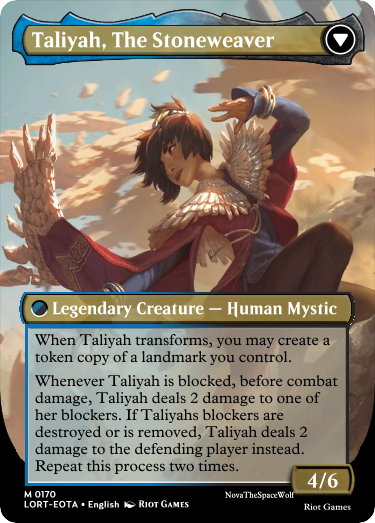 Taliyah, The Stoneweaver
Legendary Creature — Human Mystic
When Taliyah transforms, you may create a
token copy of a landmark you control.
Whenever Taliyah is blocked, before combat
damage, Taliyah deals 2 damage to one of
her blockers. If Taliyahs blockers are
destroyed or is removed, Taliyah deals 2
damage to the defending player instead.
Repeat this process two times.
4/6
M 0170
LORT-EOTA • English Riot Games
NovaTheSpaceWolf
Riot Games